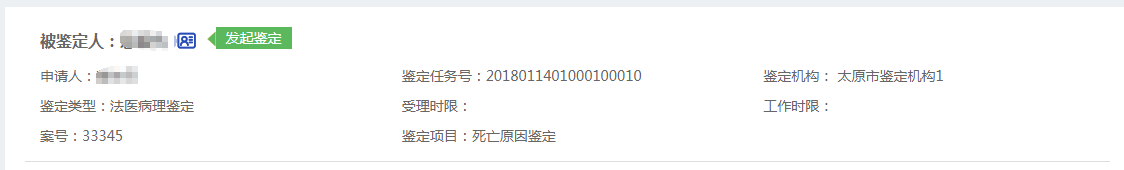 被鉴定人： 发起鉴定
申请人： 鉴定任务号：2018011401000100010 鉴定机构： 太原市鉴定机构1
鉴定类型：法医病理鉴定 受理时限： 工作时限：
案号：33345 鉴定项目：死亡原因鉴定